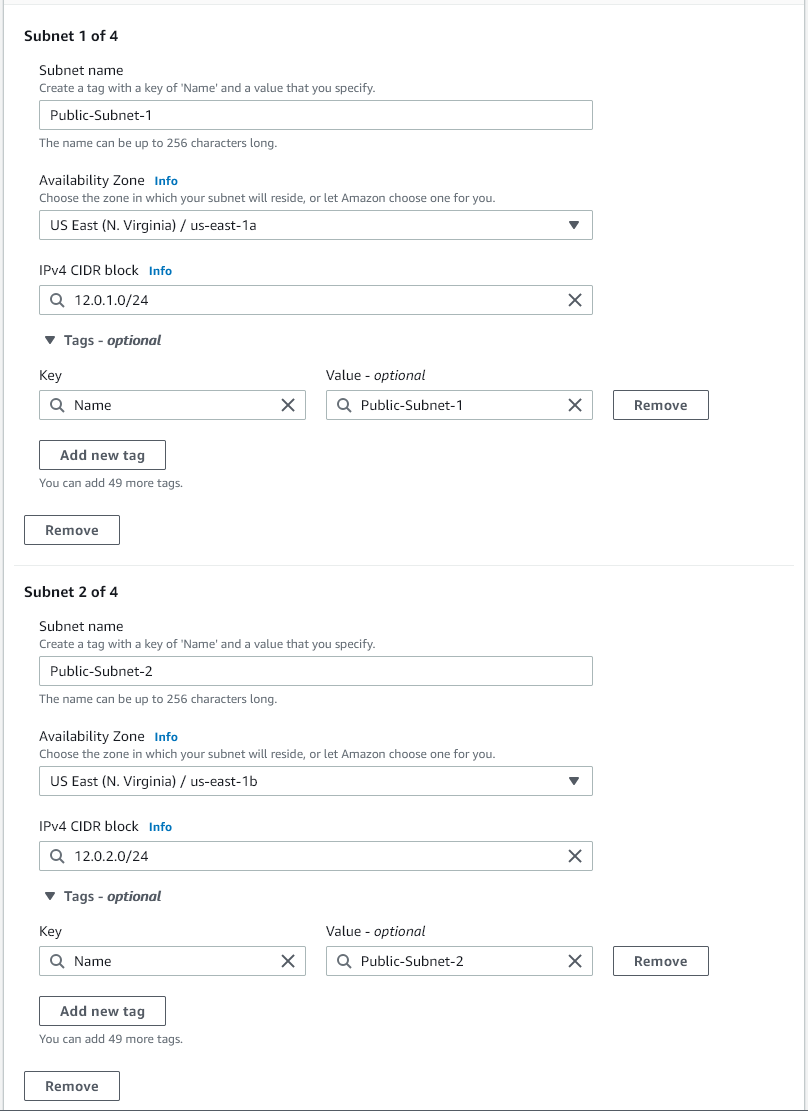 Subnet 1 of 4
Subnet name
Create a tag with a key of 'Name' and a value that you specify.
Public-Subnet-1
The name can be up to 256 characters long.
Availability Zone Info
Choose the zone in which your subnet will reside, or let Amazon choose one for you.
US East (N. Virginia) / us-east-1a
IPv4 CIDR block Info
12.0.1.0/24
Tags - optional
Key Value - optional
Name Public-Subnet-1 Remove
Add new tag
You can add 49 more tags.
Remove
Subnet 2 of 4
Subnet name
Create a tag with a key of 'Name' and a value that you specify.
Public-Subnet-2
The name can be up to 256 characters long.
Availability Zone Info
Choose the zone in which your subnet will reside, or let Amazon choose one for you.
US East (N. Virginia) / us-east-1b
IPv4 CIDR block Info
12.0.2.0/24
Tags - optional
Key Value - optional
Name Public-Subnet-2 Remove
Add new tag
You can add 49 more tags.
Remove